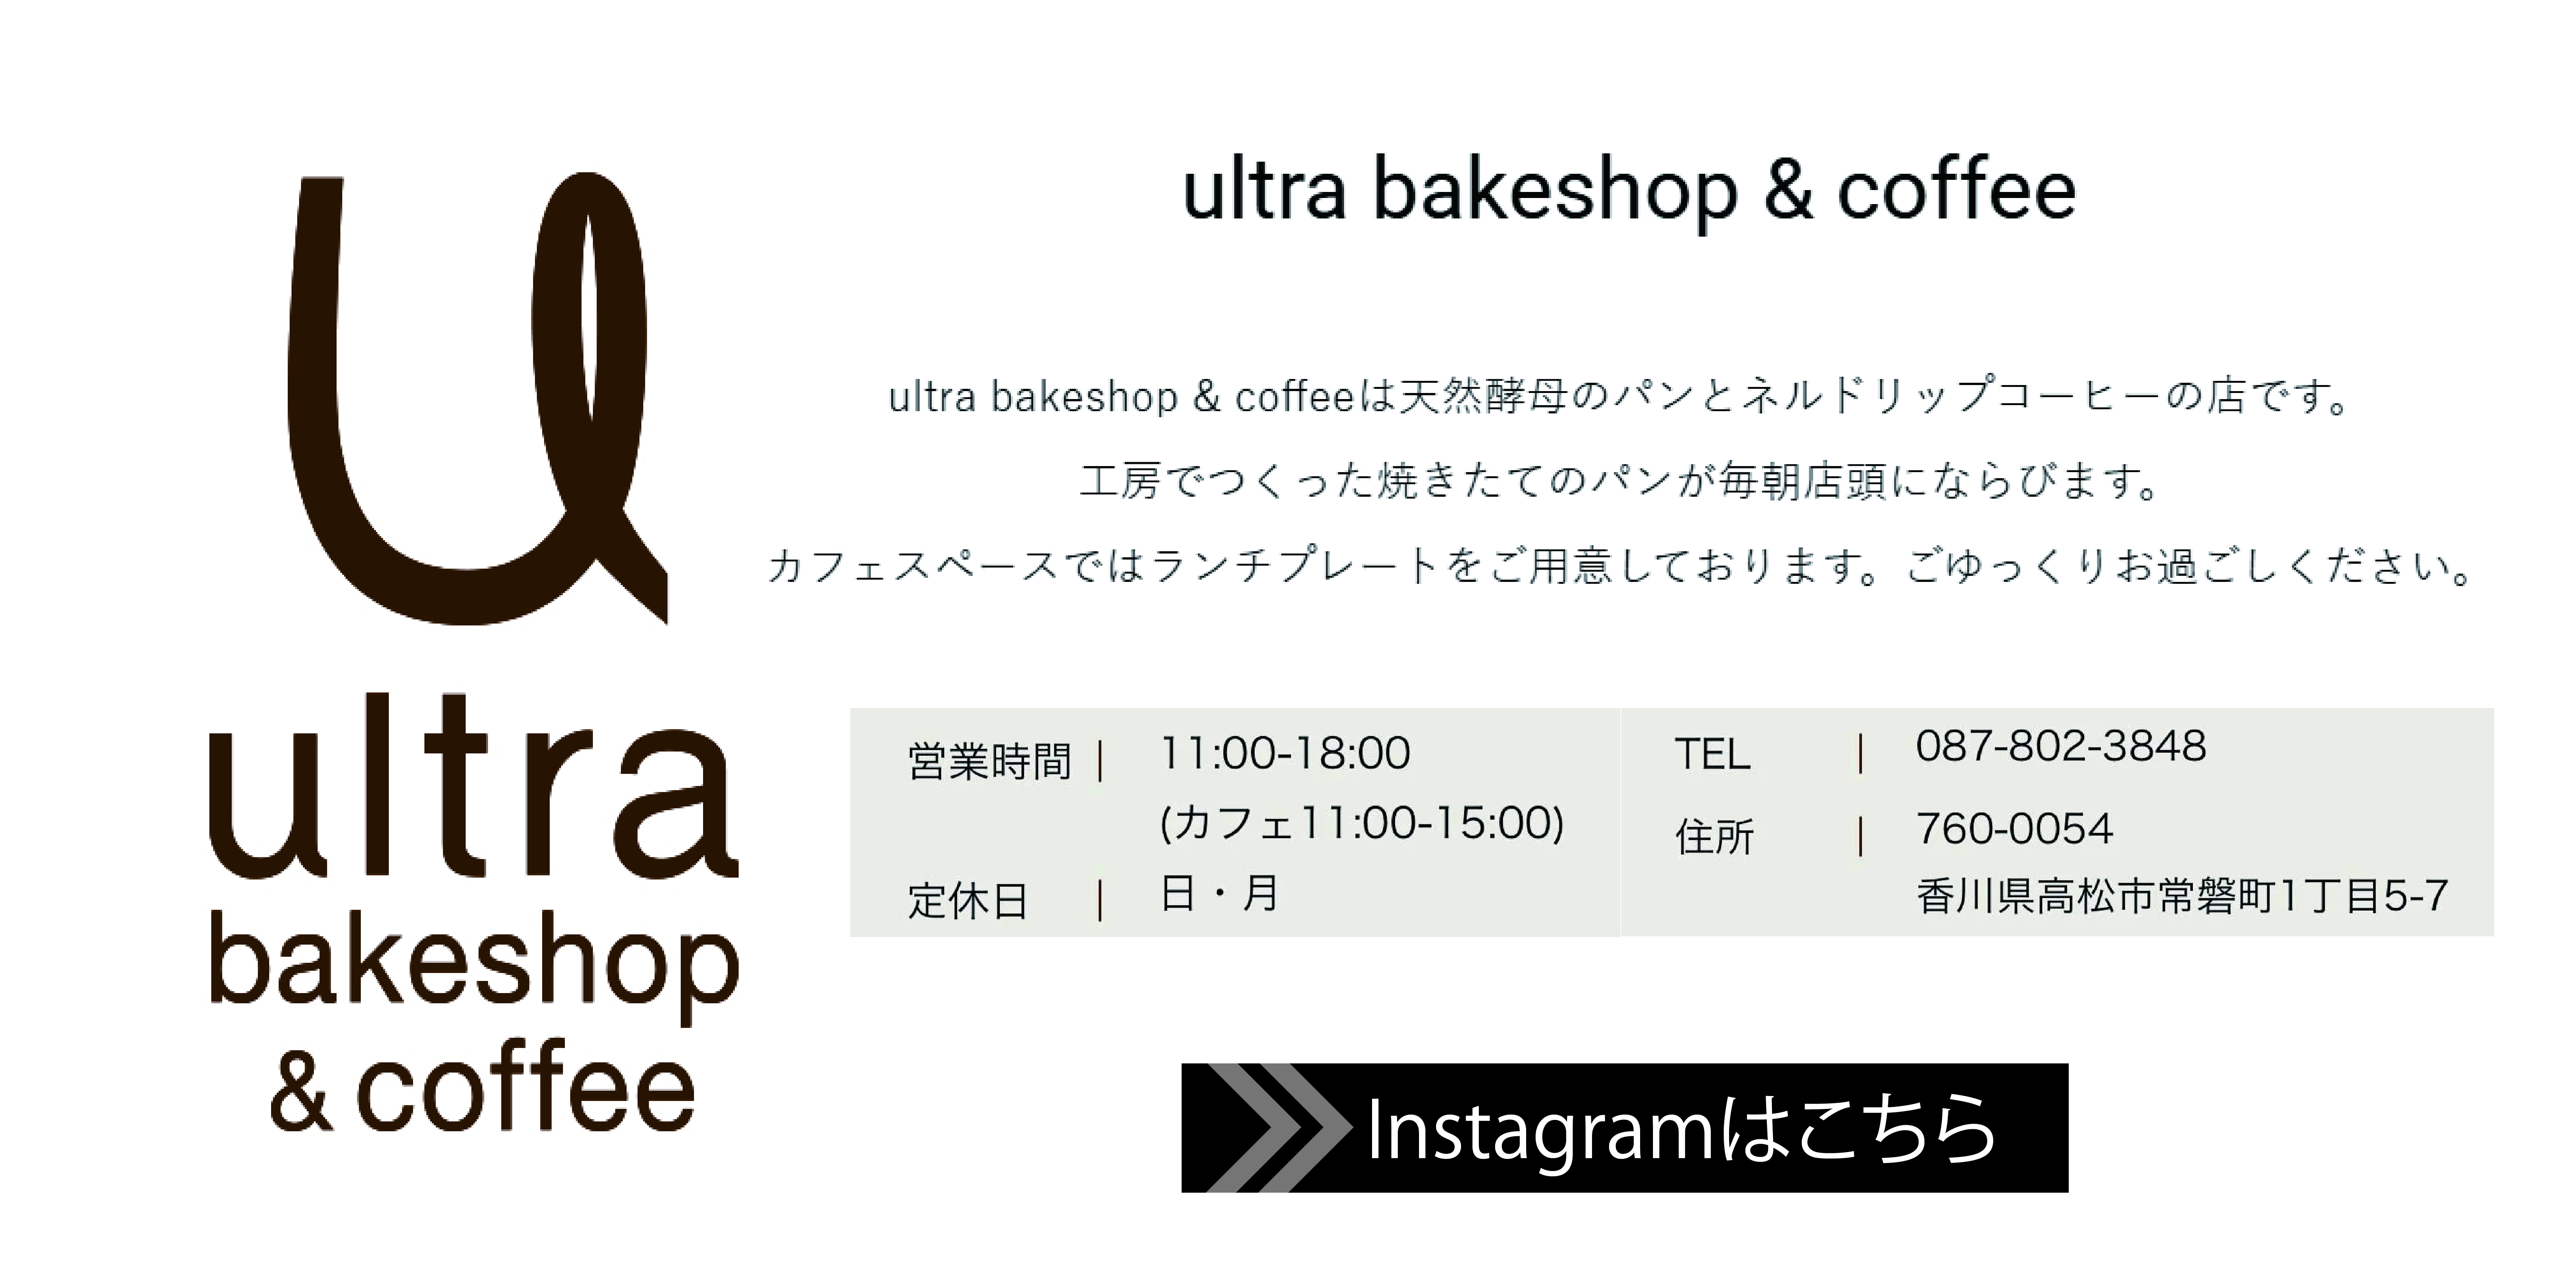 u
ultra
bakeshop
& coffee
ultra bakeshop & coffee
ultra bakeshop & coffeeは天然酵母のパンとネルドリップコーヒーの店です。
工房でつくった焼きたてのパンが毎朝店頭にならびます。
カフェスペースではランチプレートをご用意しております。ごゆっくりお過ごしください。
営業時間 | 11:00-18:00
(カフェ11:00-15:00)
定休日 | 日・月
TEL | 087-802-3848
住所 | 760-0054
香川県高松市常磐町1丁目5-7
Instagramはこちら